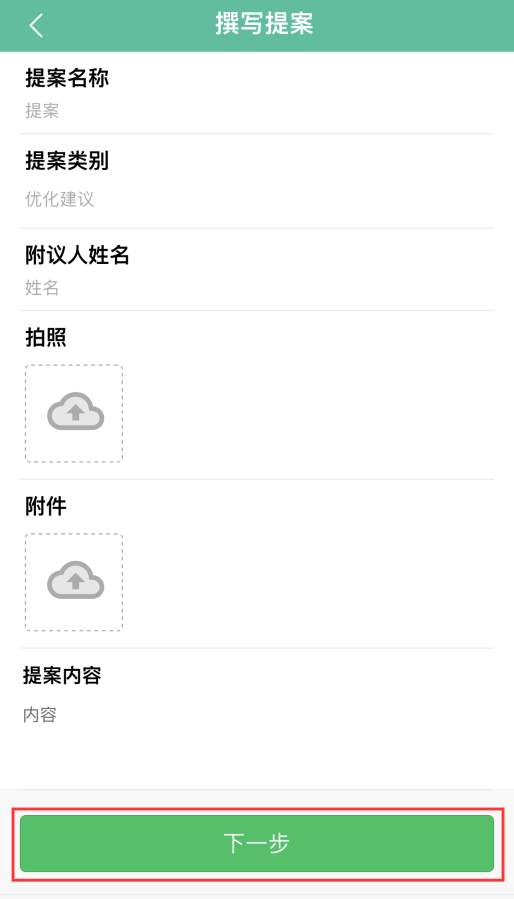 撰写提案
提案名称
提案
提案类别
优化建议
附议人姓名
姓名
拍照
附件
提案内容
内容
下一步